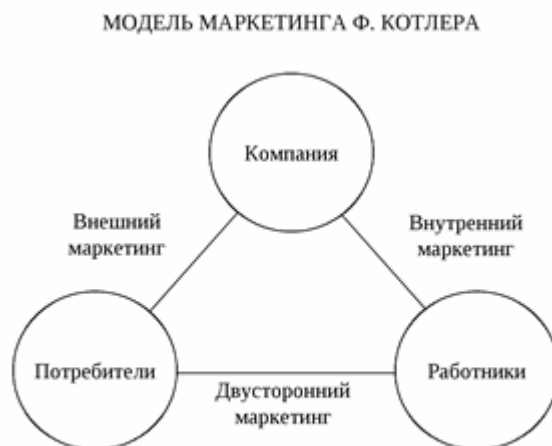 МОДЕЛЬ МАРКЕТИНГА Ф. КОТЛЕРА
Компания
Внешний
маркетинг
Внутренний
маркетинг
Потребители
Двусторонний
маркетинг
Работники